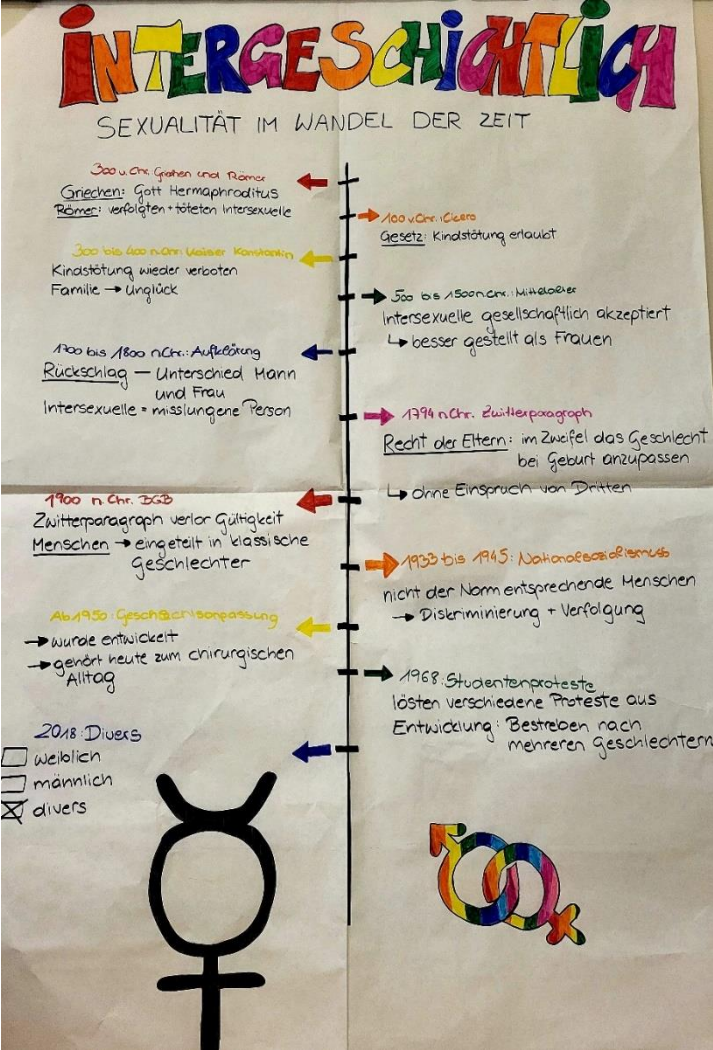 INTERGESCHICHTLICH
SEXUALITÄT IM WANDEL DER ZEIT
300 v. Chr. Griechen und Römer
Griechen: Gott Hermaphroditus
Römer: verfolgten + töteten Intersexuelle
100 v. Chr.: Cicero
Gesetz: Kindstötung erlaubt
300 bis 400 n.Chr. Kaiser Konstantin
Kindstötung wieder verboten
Familie → Unglück
500 bis 1500 n.Chr.: Mittelalter
Intersexuelle gesellschaftlich akzeptiert
↳ besser gestellt als Frauen
1700 bis 1800 n.Chr.: Aufklärung
Rückschlag — Unterschied Mann
und Frau
Intersexuelle = misslungene Person
1794 n.Chr. Zwitterparagraph
Recht der Eltern: im Zweifel das Geschlecht
bei Geburt anzupassen
↳ ohne Einspruch von Dritten
1900 n. Chr. BGB
Zwitterparagraph verlor Gültigkeit
Menschen → eingeteilt in klassische
Geschlechter
1933 bis 1945: Nationalsozialismus
nicht der Norm entsprechende Menschen
→ Diskriminierung + Verfolgung
Ab 1950: Geschlechtsanpassung
→ wurde entwickelt
→ gehört heute zum chirurgischen
Alltag
1968: Studentenproteste
lösten verschiedene Proteste aus
Entwicklung: Bestreben nach
mehreren Geschlechtern
2018: Divers
weiblich
männlich
divers